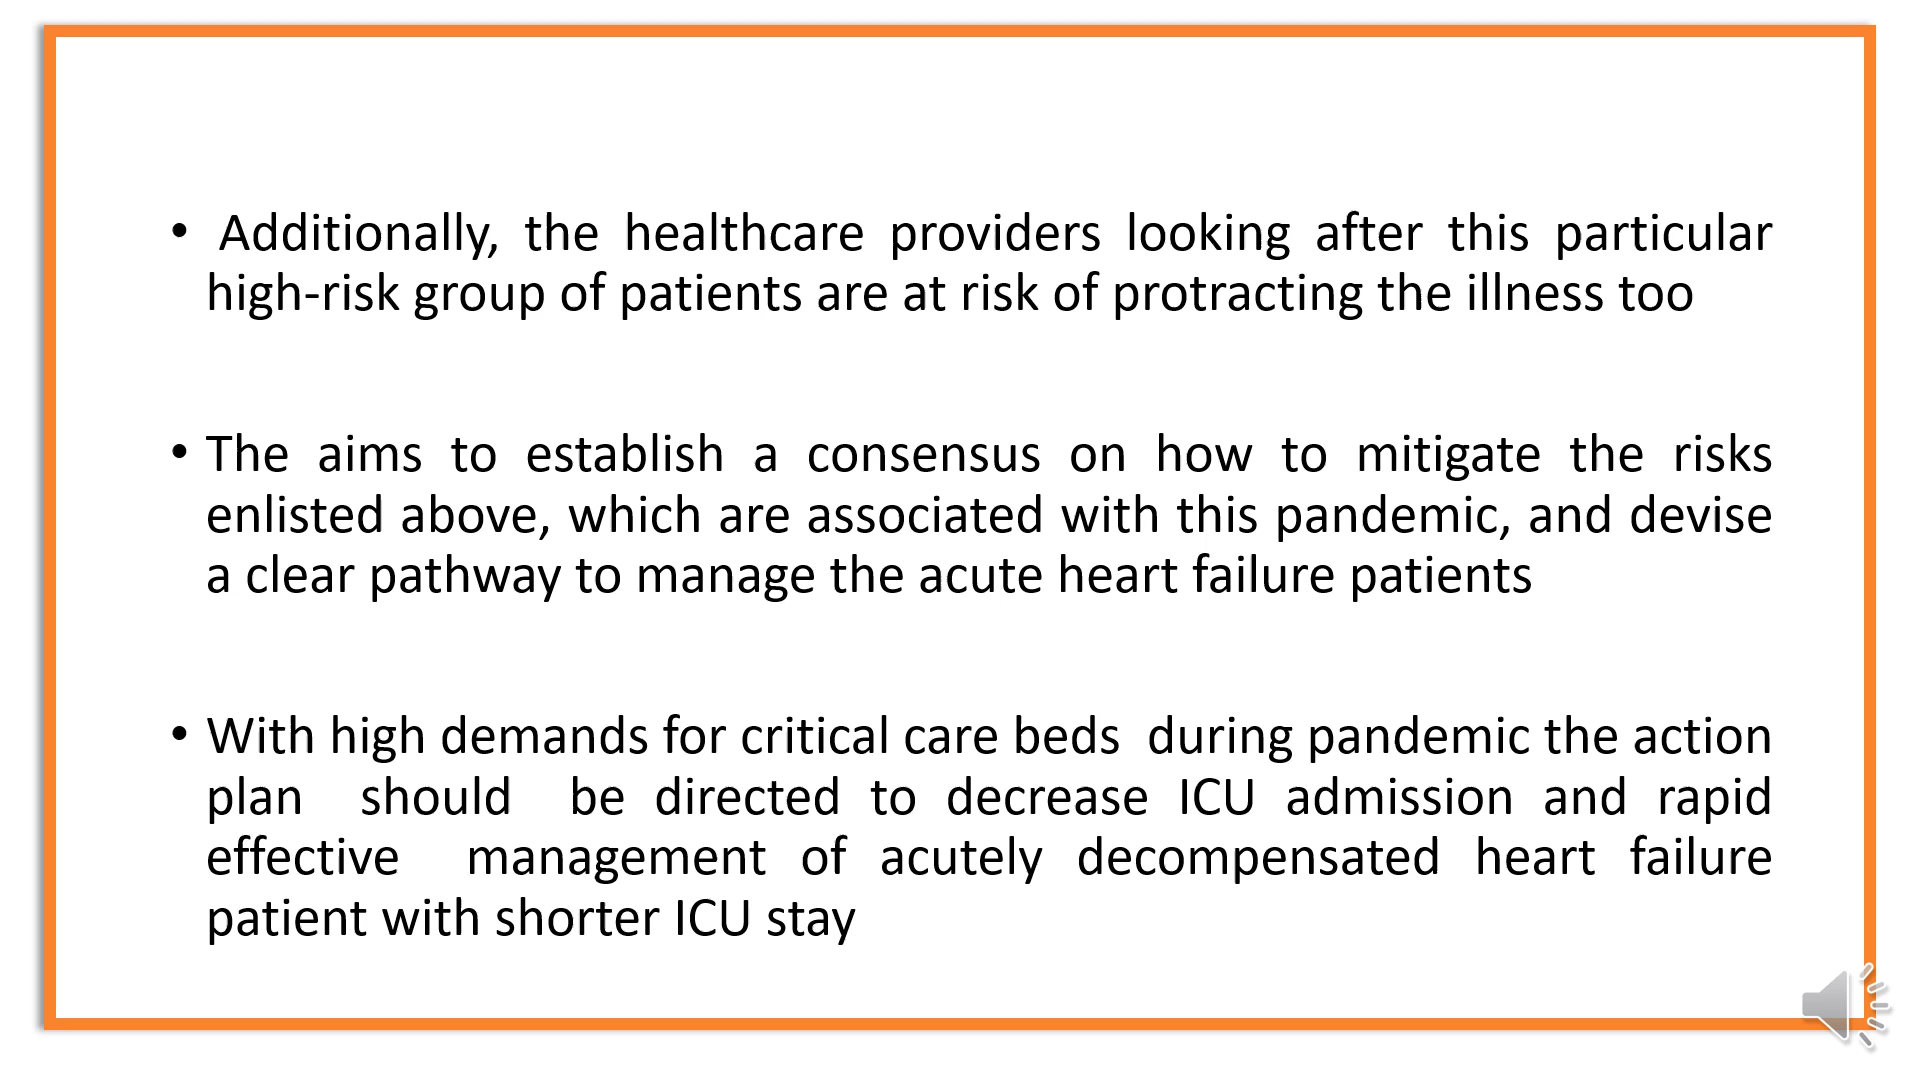 • Additionally, the healthcare providers looking after this particular
high-risk group of patients are at risk of protracting the illness too
• The aims to establish a consensus on how to mitigate the risks
enlisted above, which are associated with this pandemic, and devise
a clear pathway to manage the acute heart failure patients
• With high demands for critical care beds during pandemic the action
plan should be directed to decrease ICU admission and rapid
effective management of acutely decompensated heart failure
patient with shorter ICU stay